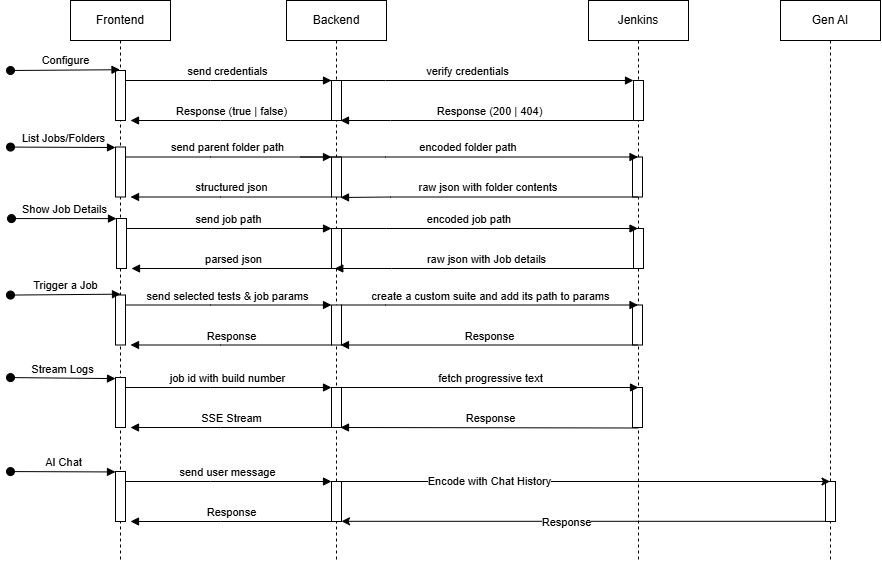 Frontend
Backend
Jenkins
Gen AI
Configure
send credentials
verify credentials
Response (true | false)
Response (200 | 404)
List Jobs/Folders
send parent folder path
encoded folder path
structured json
raw json with folder contents
Show Job Details
send job path
encoded job path
parsed json
raw json with Job details
Trigger a Job
send selected tests & job params
create a custom suite and add its path to params
Response
Response
Stream Logs
job id with build number
fetch progressive text
SSE Stream
Response
AI Chat
send user message
Encode with Chat History
Response
Response